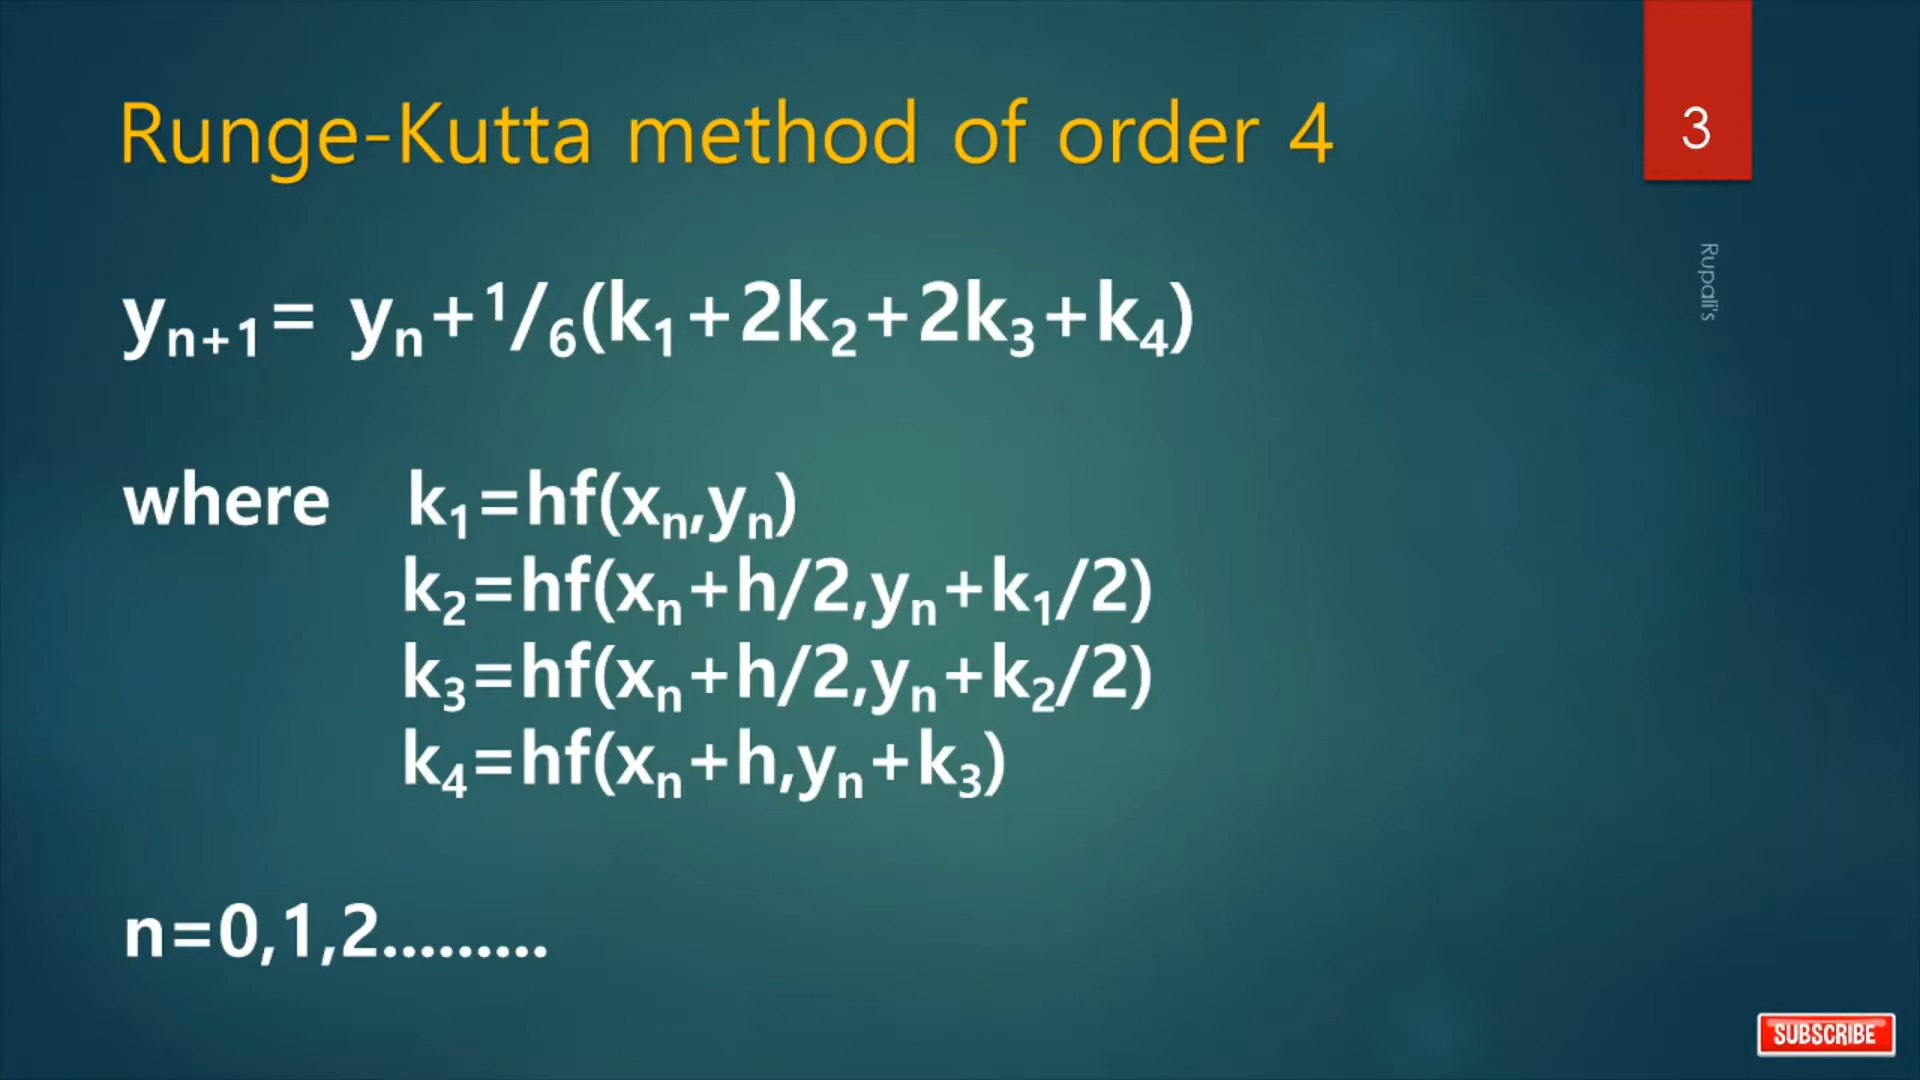 Runge-Kutta method of order 4
3
Rupali's
yₙ₊₁= yₙ+¹/₆(k₁+2k₂+2k₃+k₄)
where k₁=hf(xₙ,yₙ)
k₂=hf(xₙ+h/2,yₙ+k₁/2)
k₃=hf(xₙ+h/2,yₙ+k₂/2)
k₄=hf(xₙ+h,yₙ+k₃)
n=0,1,2.........
SUBSCRIBE